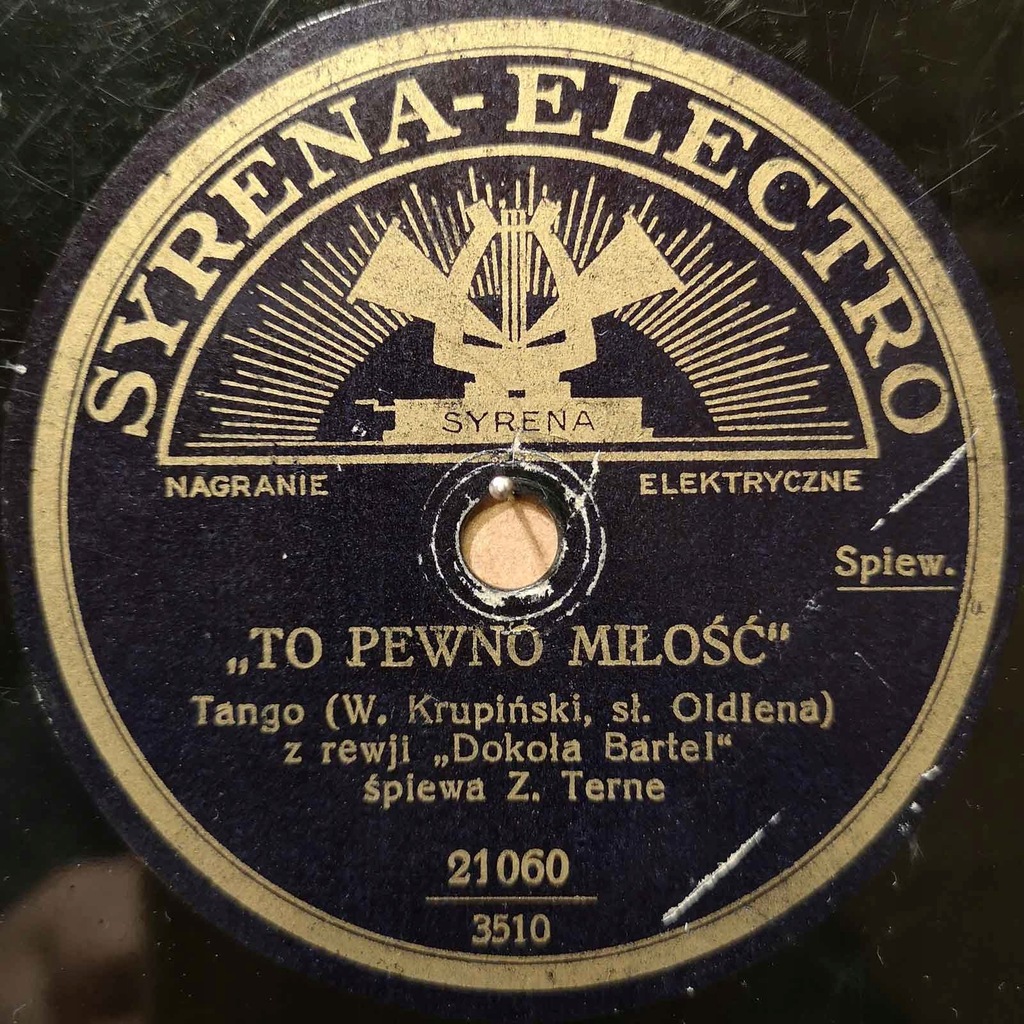 SYRENA-ELECTRO
SYRENA
NAGRANIE ELEKTRYCZNE
Spiew.
„TO PEWNO MIŁOŚĆ“
Tango (W. Krupiński, sł. Oldlena)
z rewji „Dokoła Bartel“
śpiewa Z. Terne
21060
3510